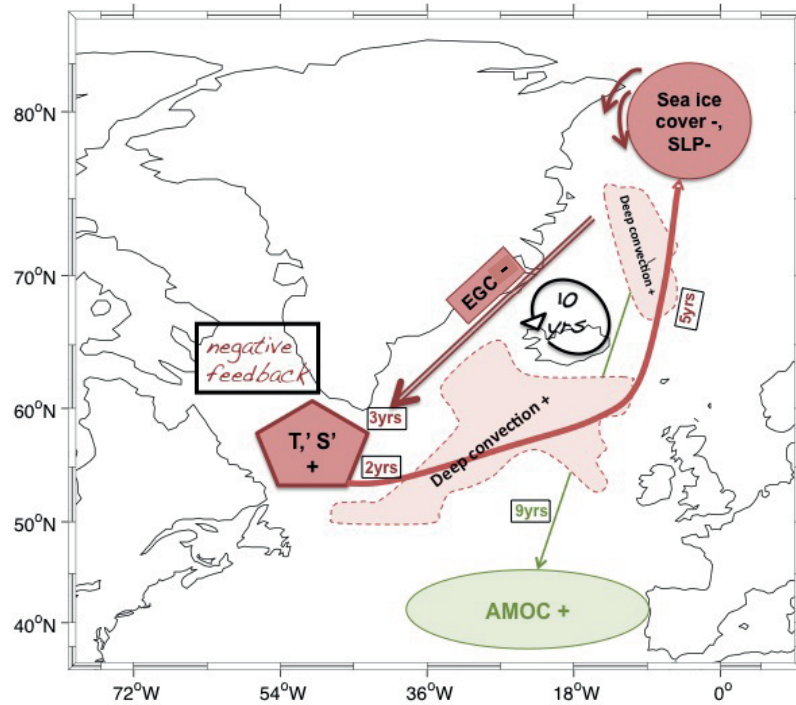 80°N
70°N
60°N
50°N
40°N
72°W
54°W
36°W
18°W
0°
Sea ice
cover -,
SLP-
Deep convection +
EGC -
10
yrs
5yrs
negative
feedback
3yrs
T,' S'
+
2yrs
Deep convection +
9yrs
AMOC +